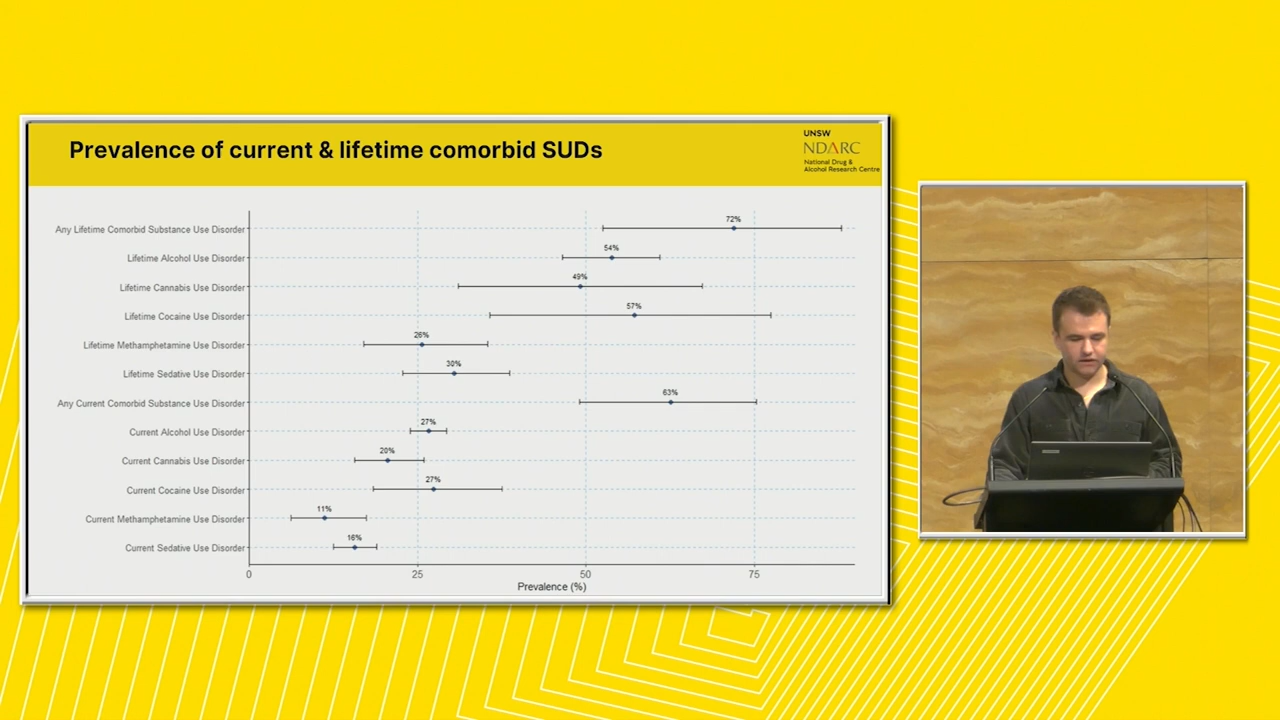 Prevalence of current & lifetime comorbid SUDs
UNSW
NDARC
National Drug &
Alcohol Research Centre
Any Lifetime Comorbid Substance Use Disorder
72%
Lifetime Alcohol Use Disorder
54%
Lifetime Cannabis Use Disorder
49%
Lifetime Cocaine Use Disorder
57%
Lifetime Methamphetamine Use Disorder
26%
Lifetime Sedative Use Disorder
30%
Any Current Comorbid Substance Use Disorder
63%
Current Alcohol Use Disorder
27%
Current Cannabis Use Disorder
20%
Current Cocaine Use Disorder
27%
Current Methamphetamine Use Disorder
11%
Current Sedative Use Disorder
16%
0 25 50 75
Prevalence (%)